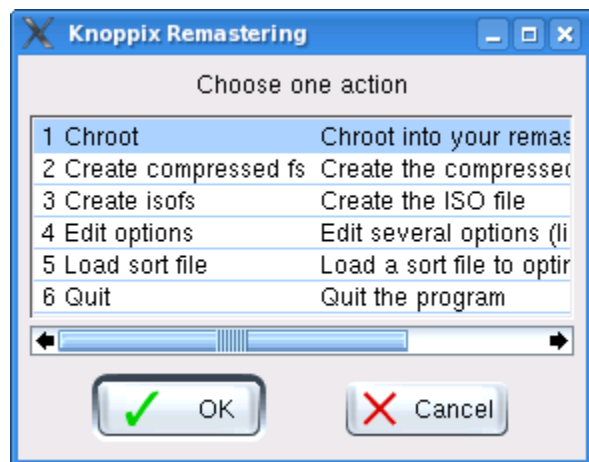 Knoppix Remastering
Choose one action
1 Chroot Chroot into your remas
2 Create compressed fs Create the compressed
3 Create isofs Create the ISO file
4 Edit options Edit several options (li
5 Load sort file Load a sort file to optir
6 Quit Quit the program
OK Cancel